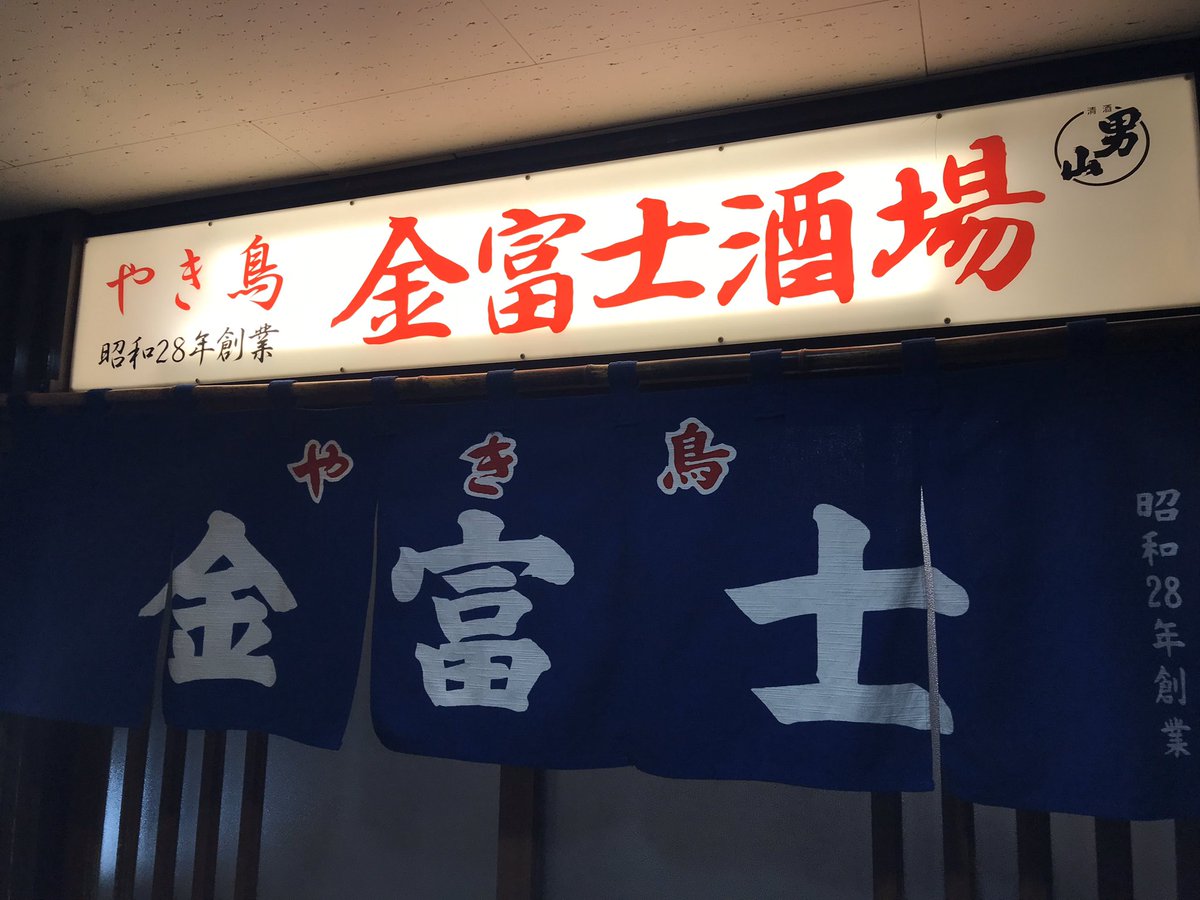 やき鳥
昭和28年創業
金富士酒場
清酒
男山
やき鳥
金富士
昭和28年創業